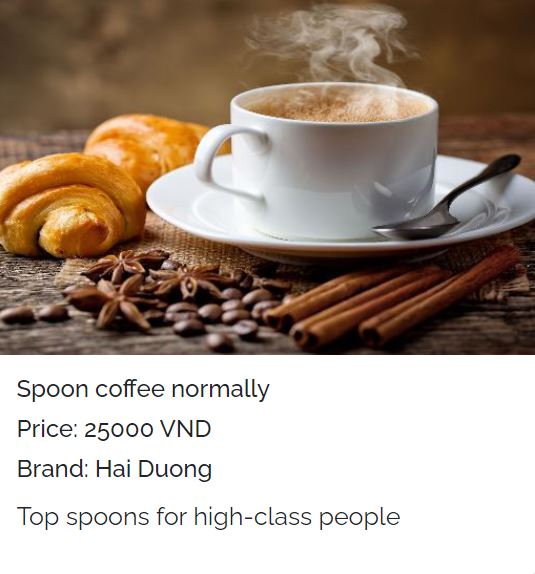 Spoon coffee normally
Price: 25000 VND
Brand: Hai Duong
Top spoons for high-class people